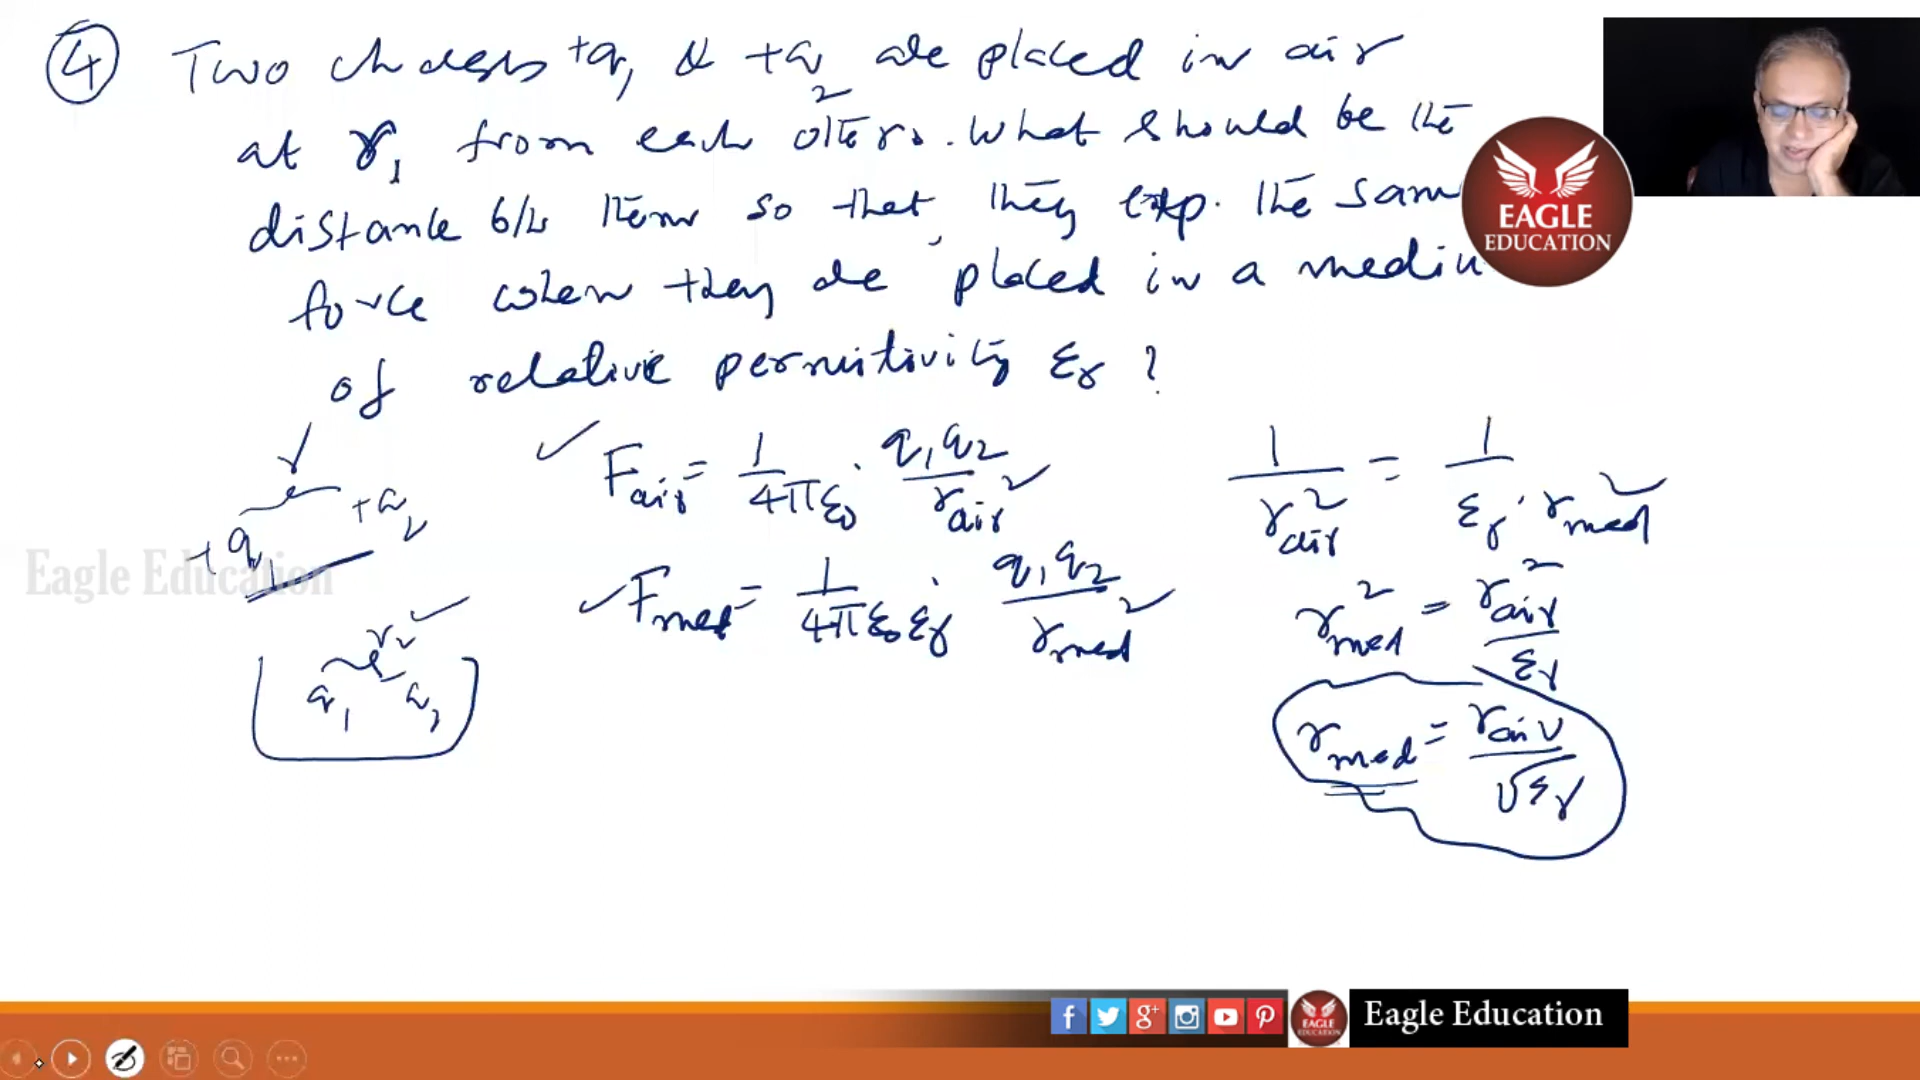 4 Two charges +q1 & +q2 are placed in air
at r1 from each other. What should be the
distance b/w them so that, they exp. the same
force when they are placed in a mediu
of relative permittivity εr ?
+q1 +q2
Fair = 1/4πε0 . q1q2/rair²
1/rair² = 1/εr . rmed²
Fmed = 1/4πε0εr . q1q2/rmed²
rmed² = rair²/εr
r2
q1 q2
rmed = rair/√εr
EAGLE
EDUCATION
Eagle Education
EAGLE
EDUCATION
Eagle Education